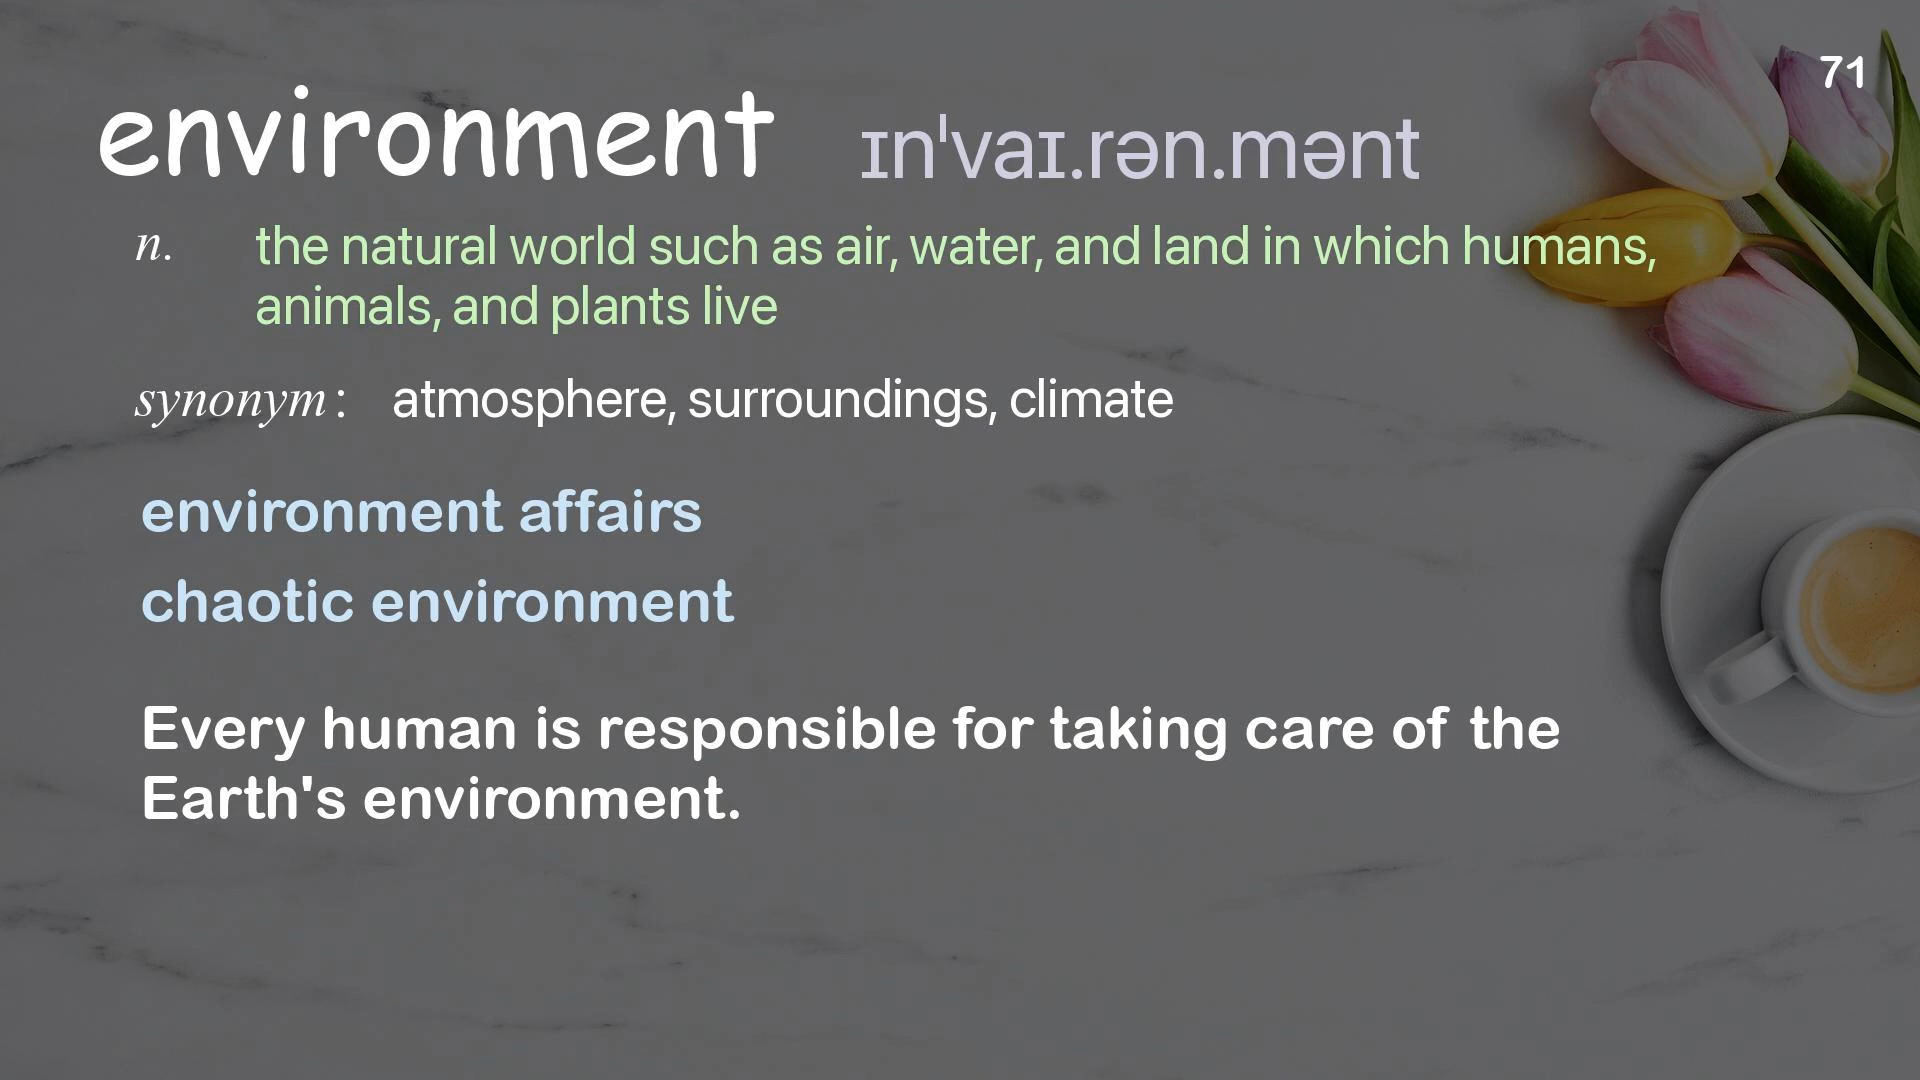 71
environment ɪnˈvaɪ.rən.mənt
n. the natural world such as air, water, and land in which humans,
animals, and plants live
synonym : atmosphere, surroundings, climate
environment affairs
chaotic environment
Every human is responsible for taking care of the
Earth's environment.